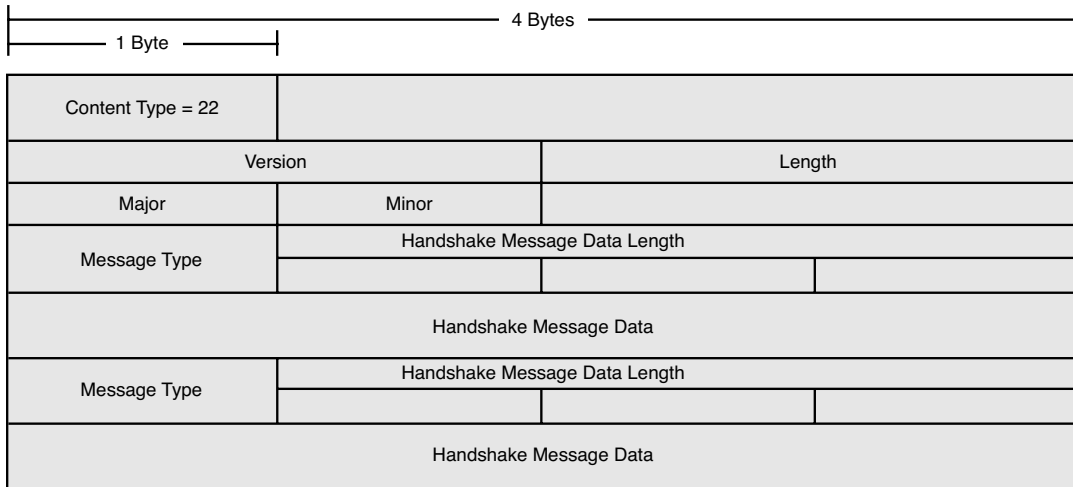 4 Bytes
1 Byte
Content Type = 22
Version
Length
Major
Minor
Message Type
Handshake Message Data Length
Handshake Message Data
Message Type
Handshake Message Data Length
Handshake Message Data